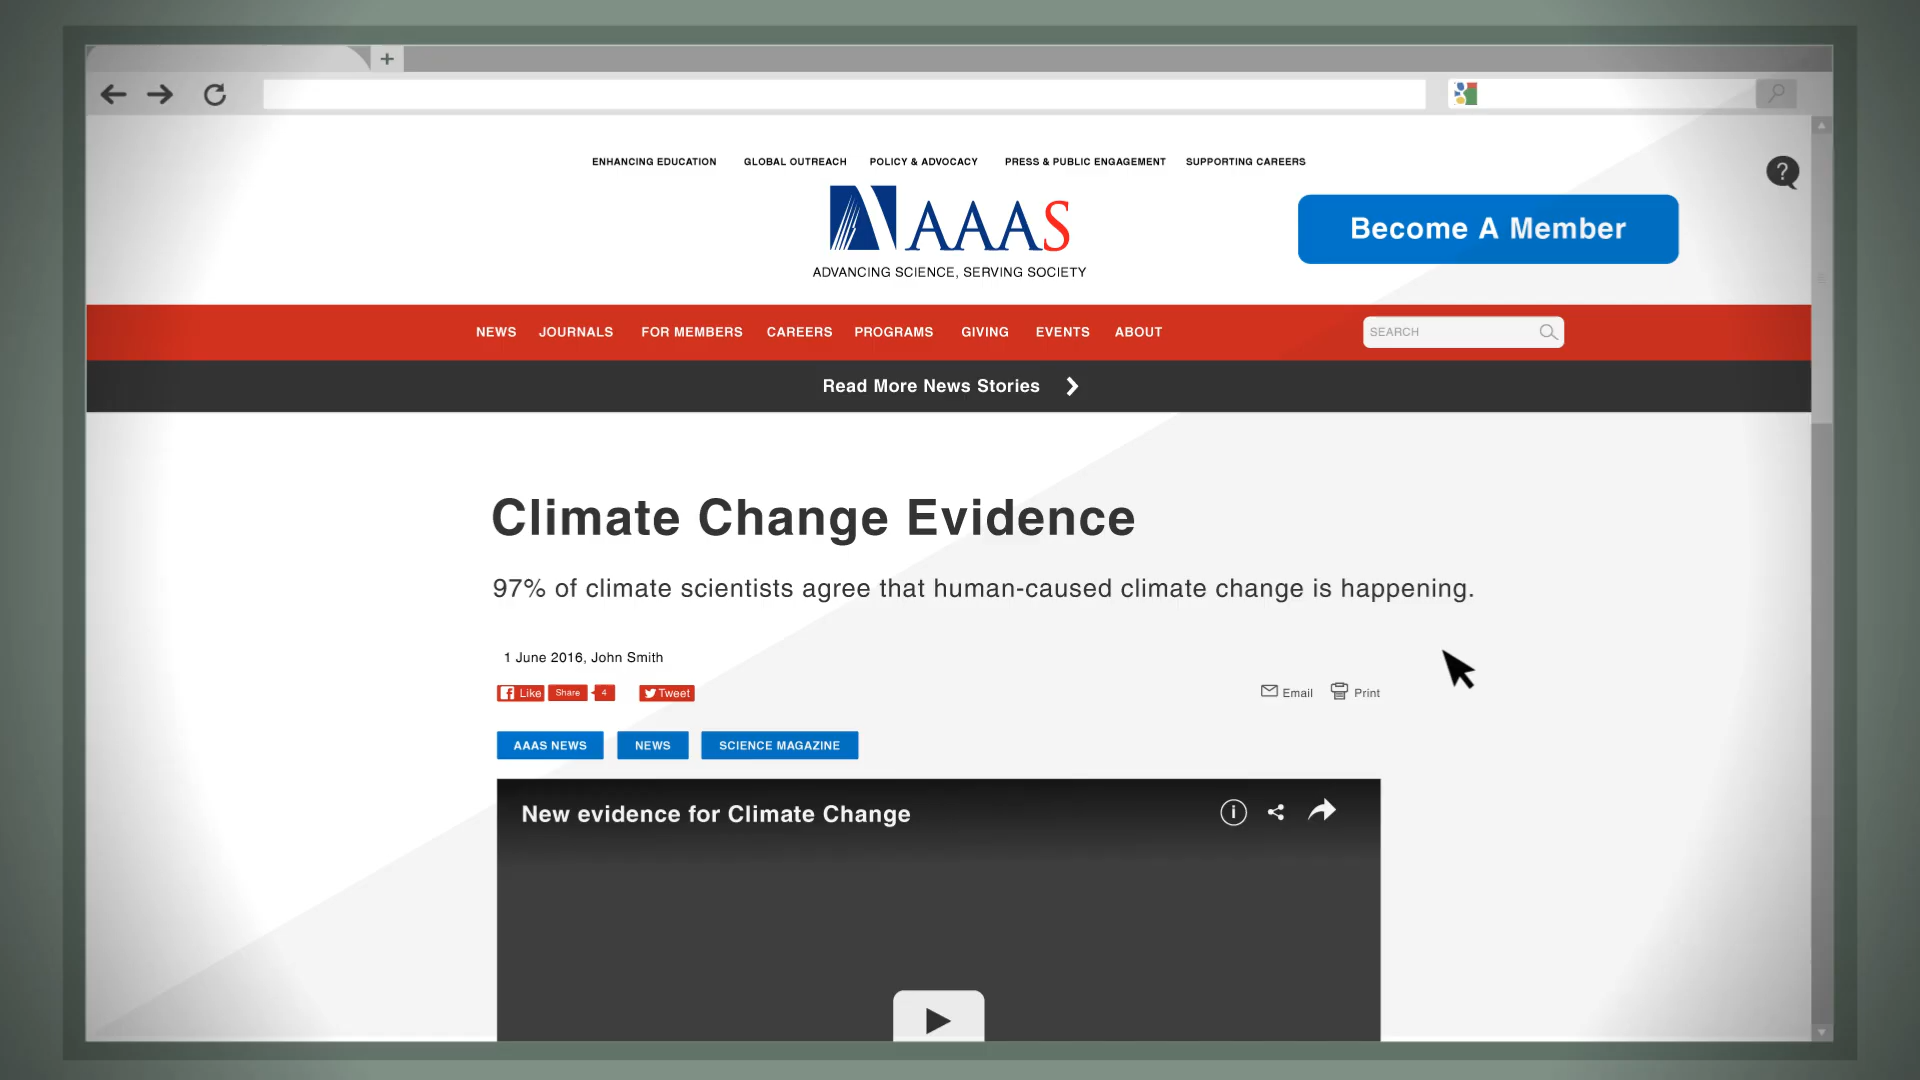 ENHANCING EDUCATION GLOBAL OUTREACH POLICY & ADVOCACY PRESS & PUBLIC ENGAGEMENT SUPPORTING CAREERS
AAAS
ADVANCING SCIENCE, SERVING SOCIETY
Become A Member
NEWS JOURNALS FOR MEMBERS CAREERS PROGRAMS GIVING EVENTS ABOUT SEARCH
Read More News Stories
Climate Change Evidence
97% of climate scientists agree that human-caused climate change is happening.
1 June 2016, John Smith
Like Share 4 Tweet Email Print
AAAS NEWS NEWS SCIENCE MAGAZINE
New evidence for Climate Change